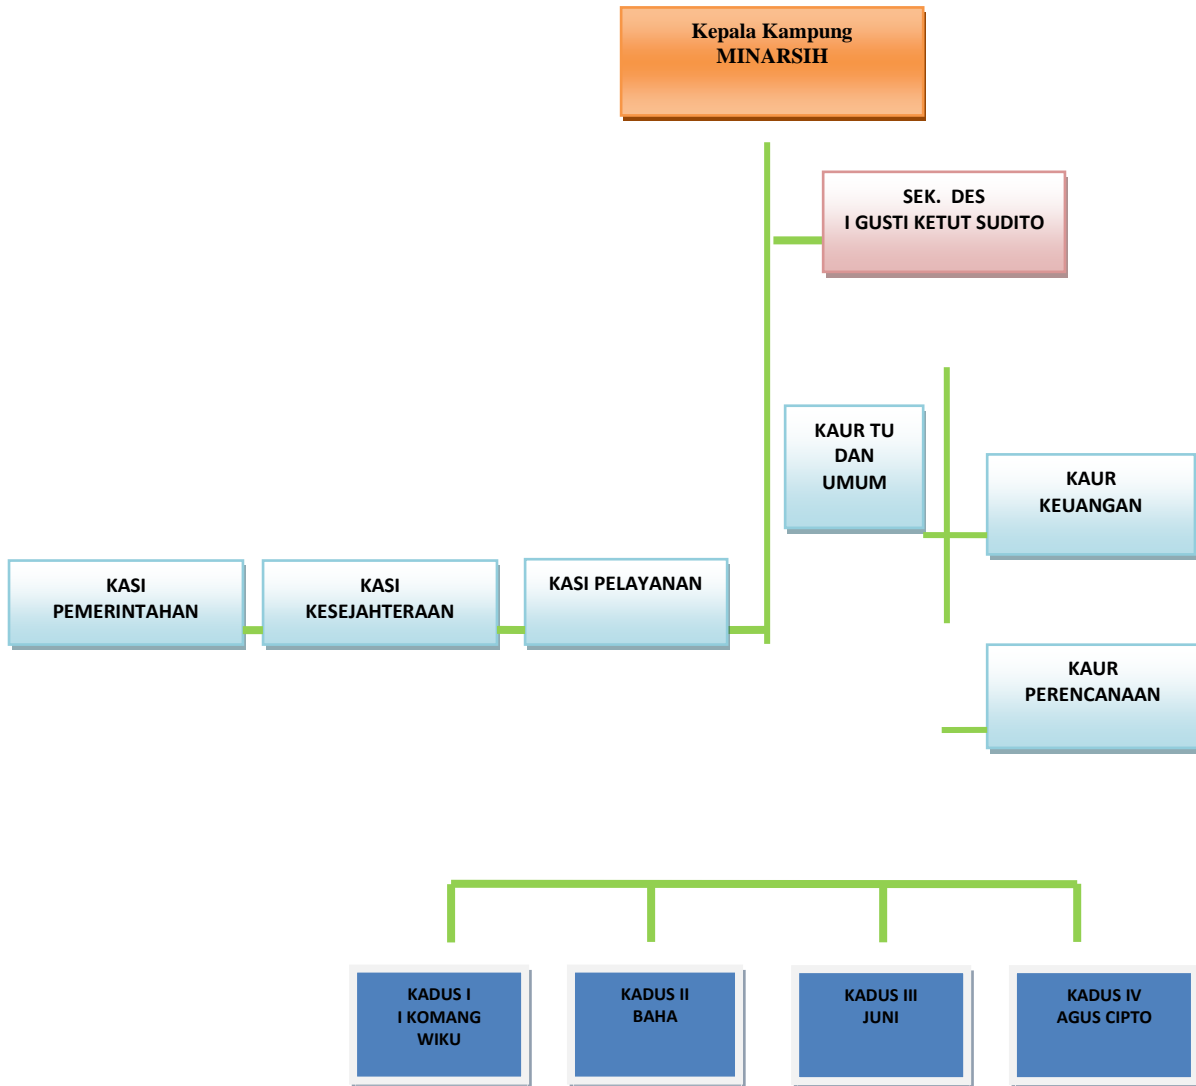 Kepala Kampung
MINARSIH
SEK. DES
I GUSTI KETUT SUDITO
KAUR TU
DAN
UMUM
KAUR
KEUANGAN
KASI
PEMERINTAHAN
KASI
KESEJAHTERAAN
KASI PELAYANAN
KAUR
PERENCANAAN
KADUS I
I KOMANG
WIKU
KADUS II
BAHA
KADUS III
JUNI
KADUS IV
AGUS CIPTO